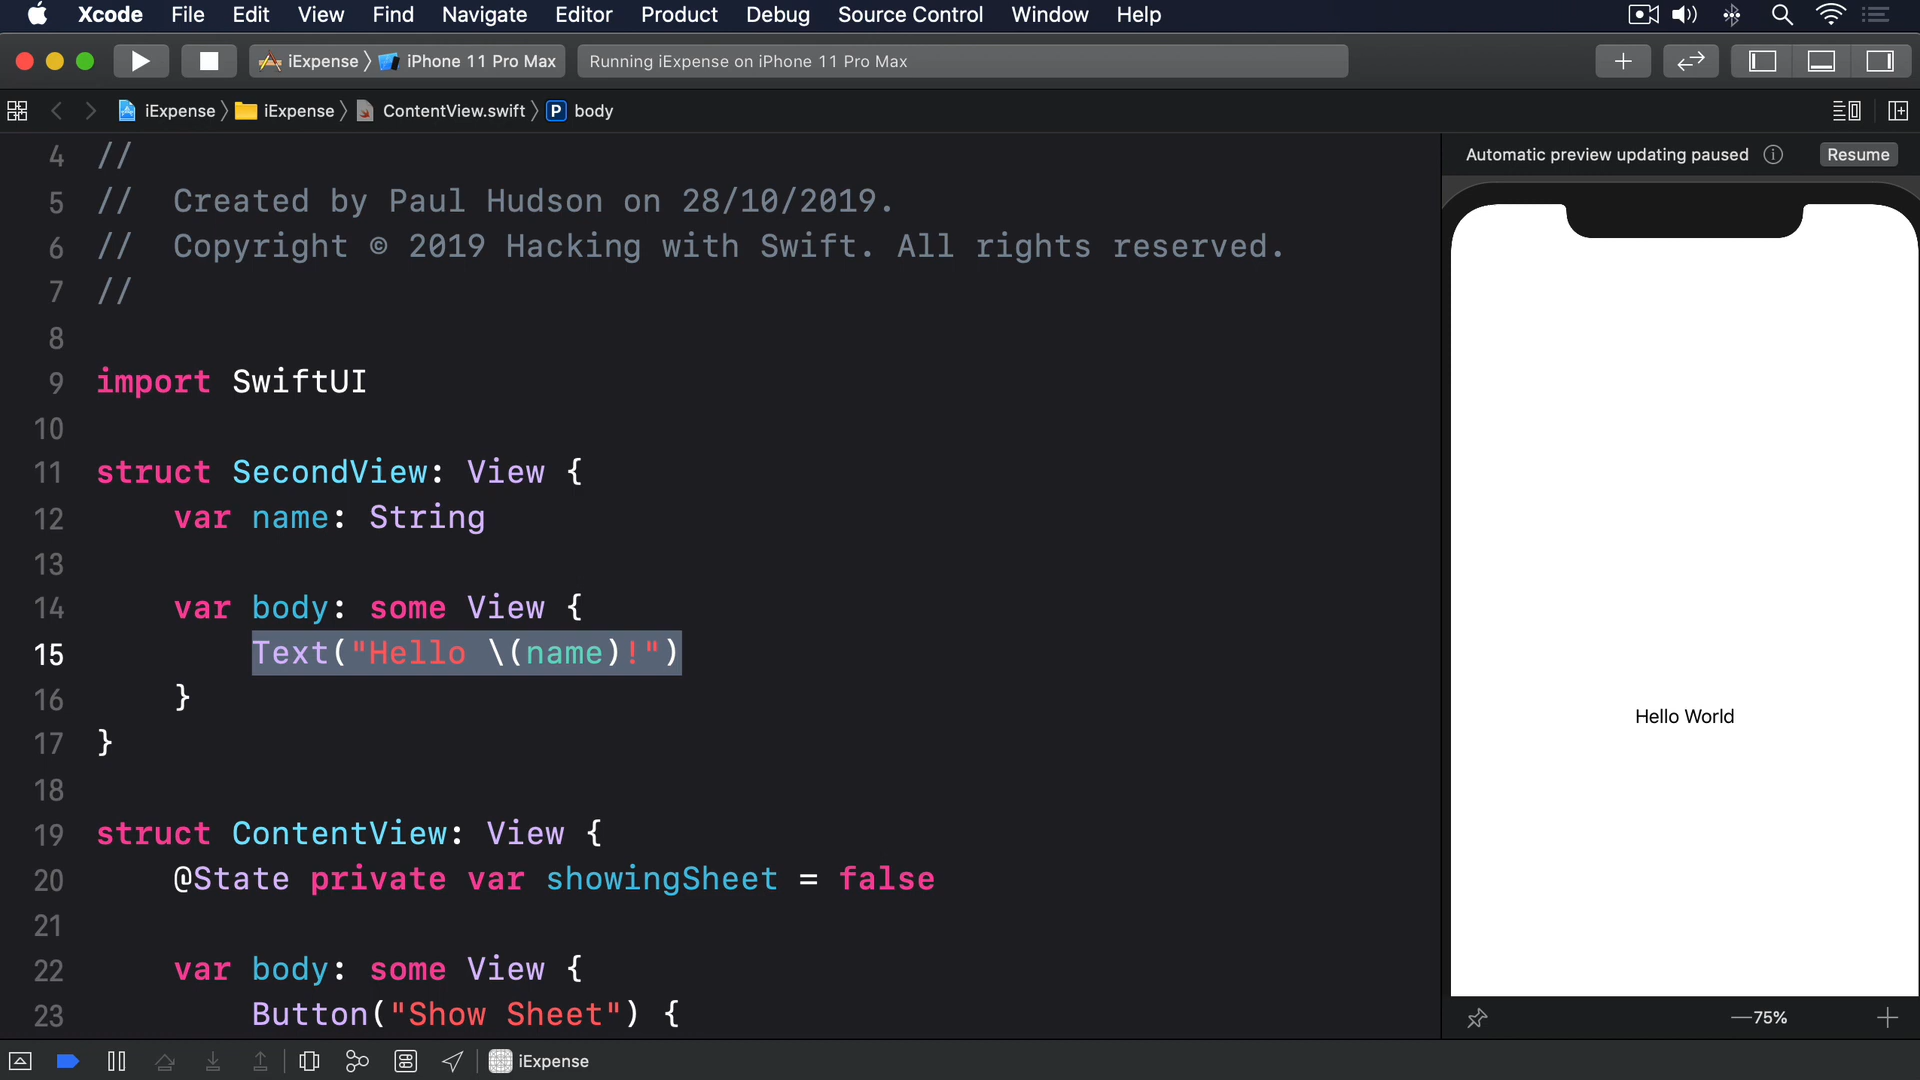 Xcode File Edit View Find Navigate Editor Product Debug Source Control Window Help
iExpense iPhone 11 Pro Max Running iExpense on iPhone 11 Pro Max
iExpense iExpense ContentView.swift P body
Automatic preview updating paused Resume
4 //
5 // Created by Paul Hudson on 28/10/2019.
6 // Copyright © 2019 Hacking with Swift. All rights reserved.
7 //
8
9 import SwiftUI
10
11 struct SecondView: View {
12 var name: String
13
14 var body: some View {
15 Text("Hello \(name)!")
16 }
17 }
18
19 struct ContentView: View {
20 @State private var showingSheet = false
21
22 var body: some View {
23 Button("Show Sheet") {
Hello World
75%
iExpense